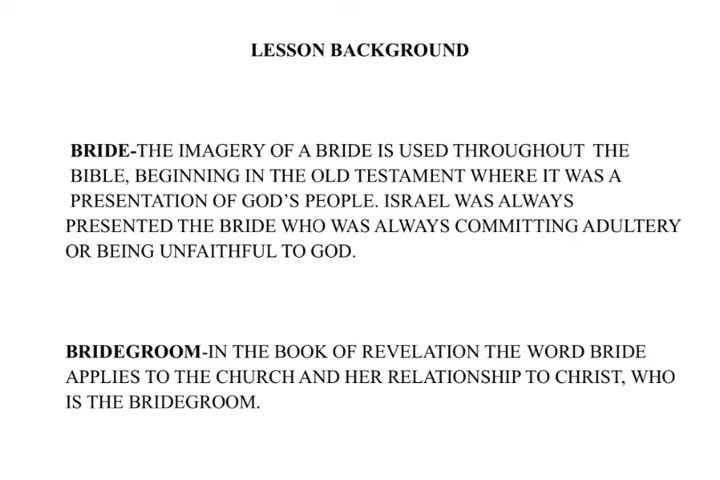 LESSON BACKGROUND
BRIDE-THE IMAGERY OF A BRIDE IS USED THROUGHOUT THE
BIBLE, BEGINNING IN THE OLD TESTAMENT WHERE IT WAS A
PRESENTATION OF GOD’S PEOPLE. ISRAEL WAS ALWAYS
PRESENTED THE BRIDE WHO WAS ALWAYS COMMITTING ADULTERY
OR BEING UNFAITHFUL TO GOD.
BRIDEGROOM-IN THE BOOK OF REVELATION THE WORD BRIDE
APPLIES TO THE CHURCH AND HER RELATIONSHIP TO CHRIST, WHO
IS THE BRIDEGROOM.